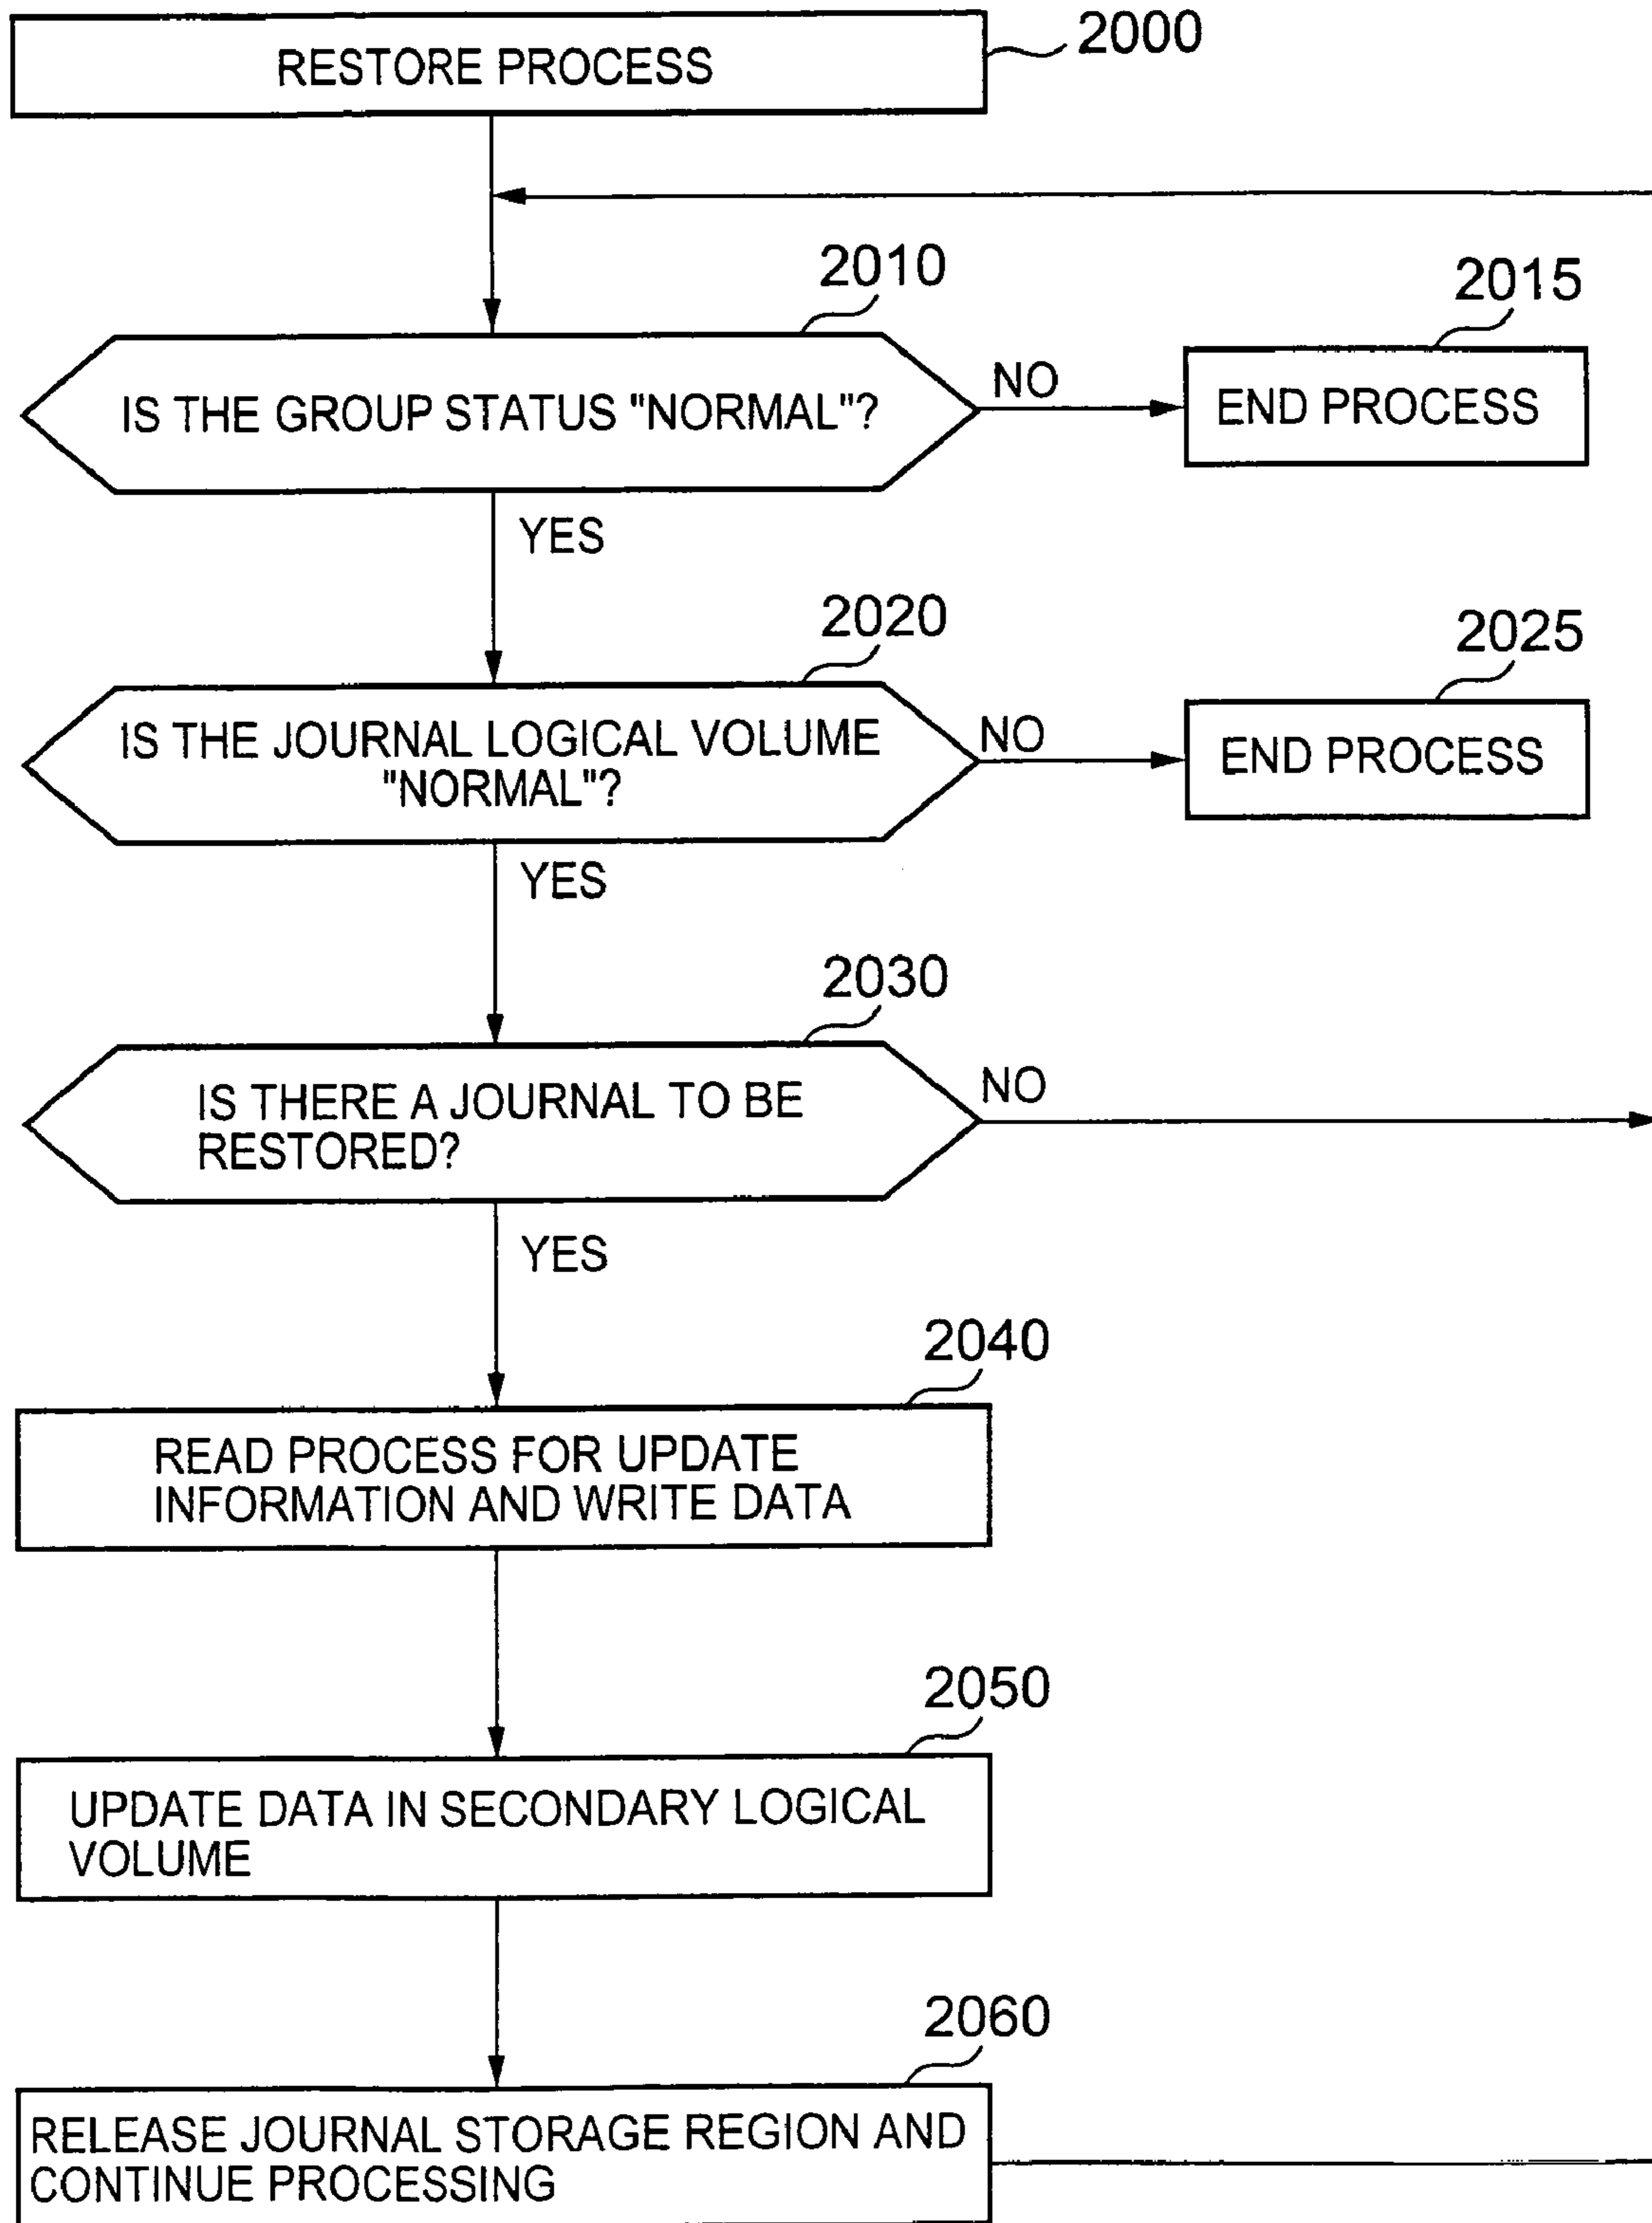 2000
RESTORE PROCESS
2010
2015
IS THE GROUP STATUS "NORMAL"?
NO
END PROCESS
YES
2020
2025
IS THE JOURNAL LOGICAL VOLUME
"NORMAL"?
NO
END PROCESS
YES
2030
IS THERE A JOURNAL TO BE
RESTORED?
NO
YES
2040
READ PROCESS FOR UPDATE
INFORMATION AND WRITE DATA
2050
UPDATE DATA IN SECONDARY LOGICAL
VOLUME
2060
RELEASE JOURNAL STORAGE REGION AND
CONTINUE PROCESSING